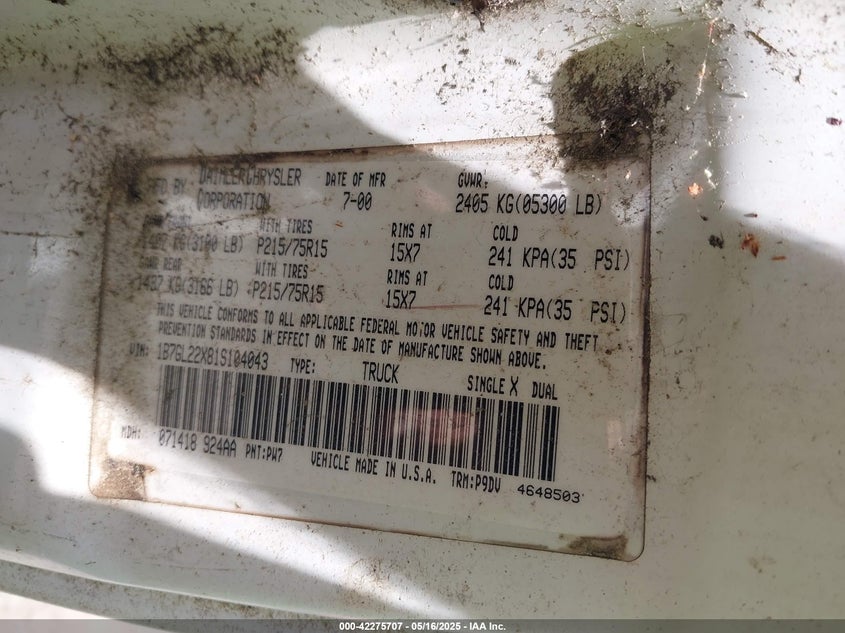 MFD BY DAIMLERCHRYSLER CORPORATION
DATE OF MFR 7-00
GVWR: 2405 KG(05300 LB)
WITH TIRES RIMS AT COLD
KG(3100 LB) P215/75R15 15X7 241 KPA(35 PSI)
REAR WITH TIRES RIMS AT COLD
P215/75R15 15X7 241 KPA(35 PSI)
THIS VEHICLE CONFORMS TO ALL APPLICABLE FEDERAL MOTOR VEHICLE SAFETY AND THEFT
PREVENTION STANDARDS IN EFFECT ON THE DATE OF MANUFACTURE SHOWN ABOVE.
VIN: 1B7GL22X81S104043 TYPE: TRUCK SINGLE X DUAL
MDH: 071418 924AA PNT:PW7 VEHICLE MADE IN U.S.A. TRM:P9DV 4648503
000-42275707 - 05/16/2025 - IAA Inc.